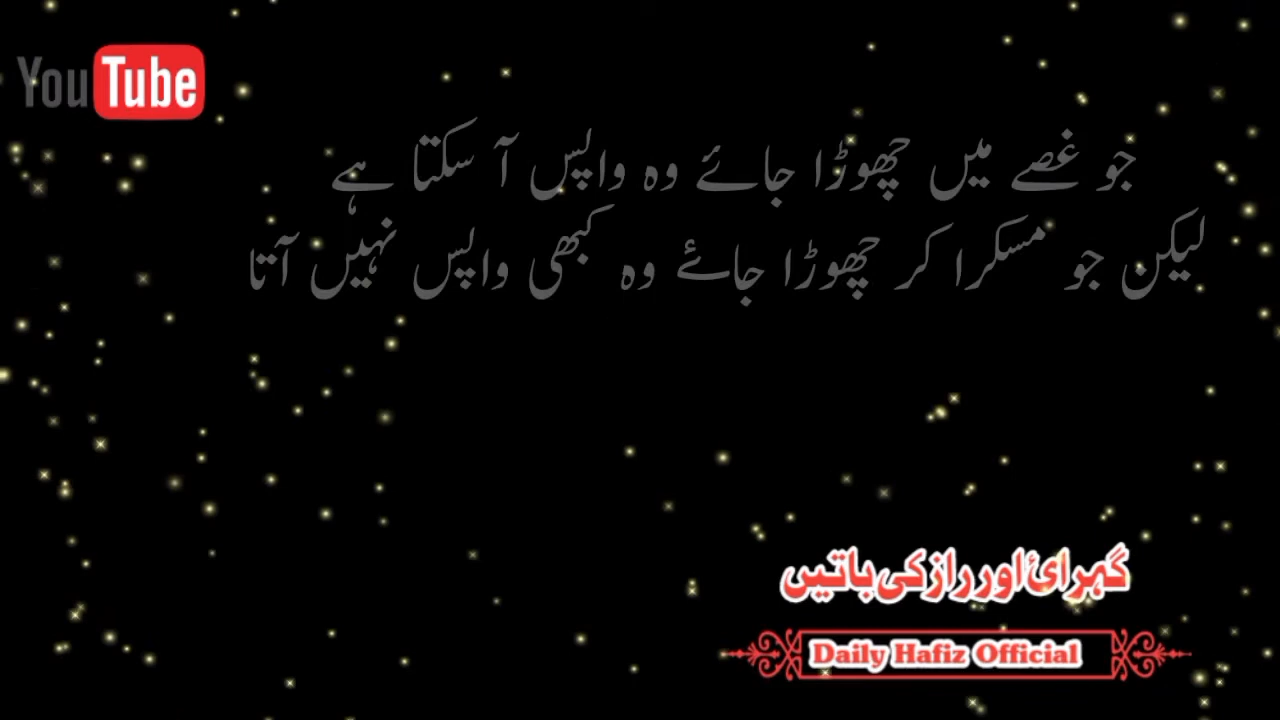 YouTube
جو غصے میں چھوڑا جائے وہ واپس آ سکتا ہے
لیکن جو مسکرا کر چھوڑا جائے وہ کبھی واپس نہیں آتا
گہرائ اور راز کی باتیں
Daily Hafiz Official